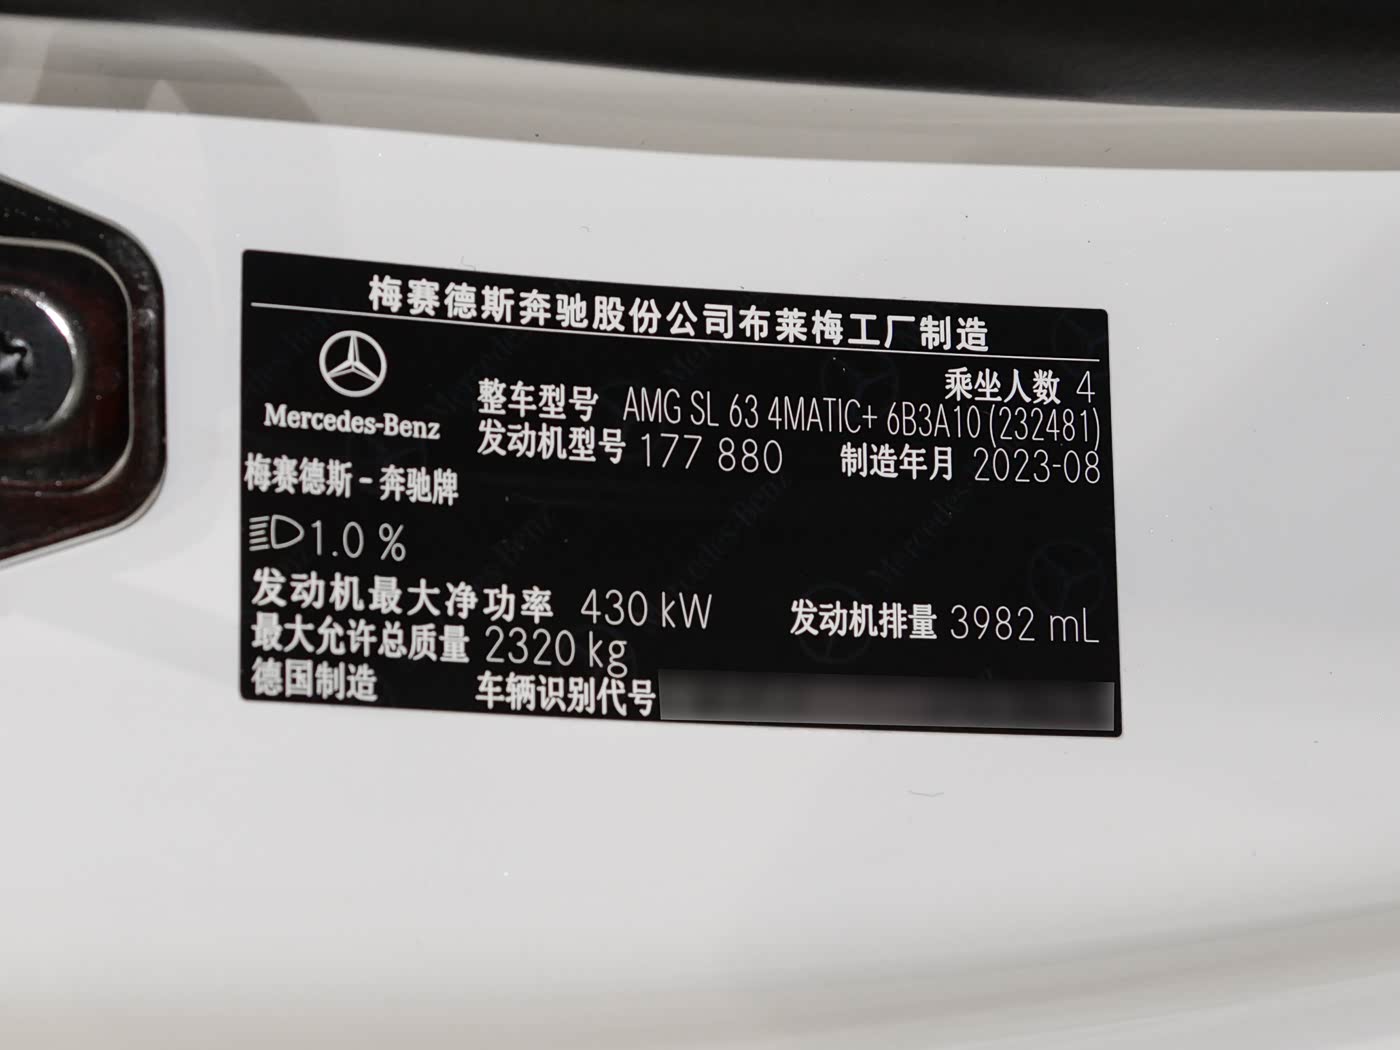 梅赛德斯奔驰股份公司布莱梅工厂制造
乘坐人数 4
Mercedes-Benz
整车型号 AMG SL 63 4MATIC+ 6B3A10 (232481)
发动机型号 177 880 制造年月 2023-08
梅赛德斯-奔驰牌
1.0 %
发动机最大净功率 430 kW 发动机排量 3982 mL
最大允许总质量 2320 kg
德国制造 车辆识别代号